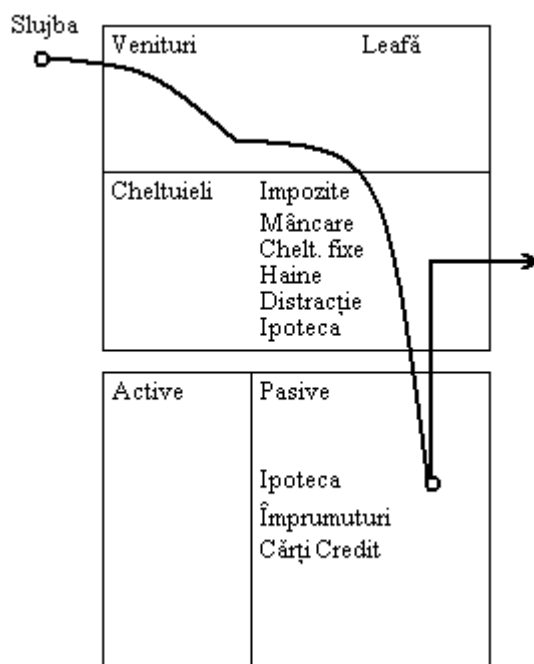 Slujba
Venituri Leafă
Cheltuieli Impozite
Mâncare
Chelt. fixe
Haine
Distracție
Ipoteca
Active Pasive
Ipoteca
Împrumuturi
Cărți Credit